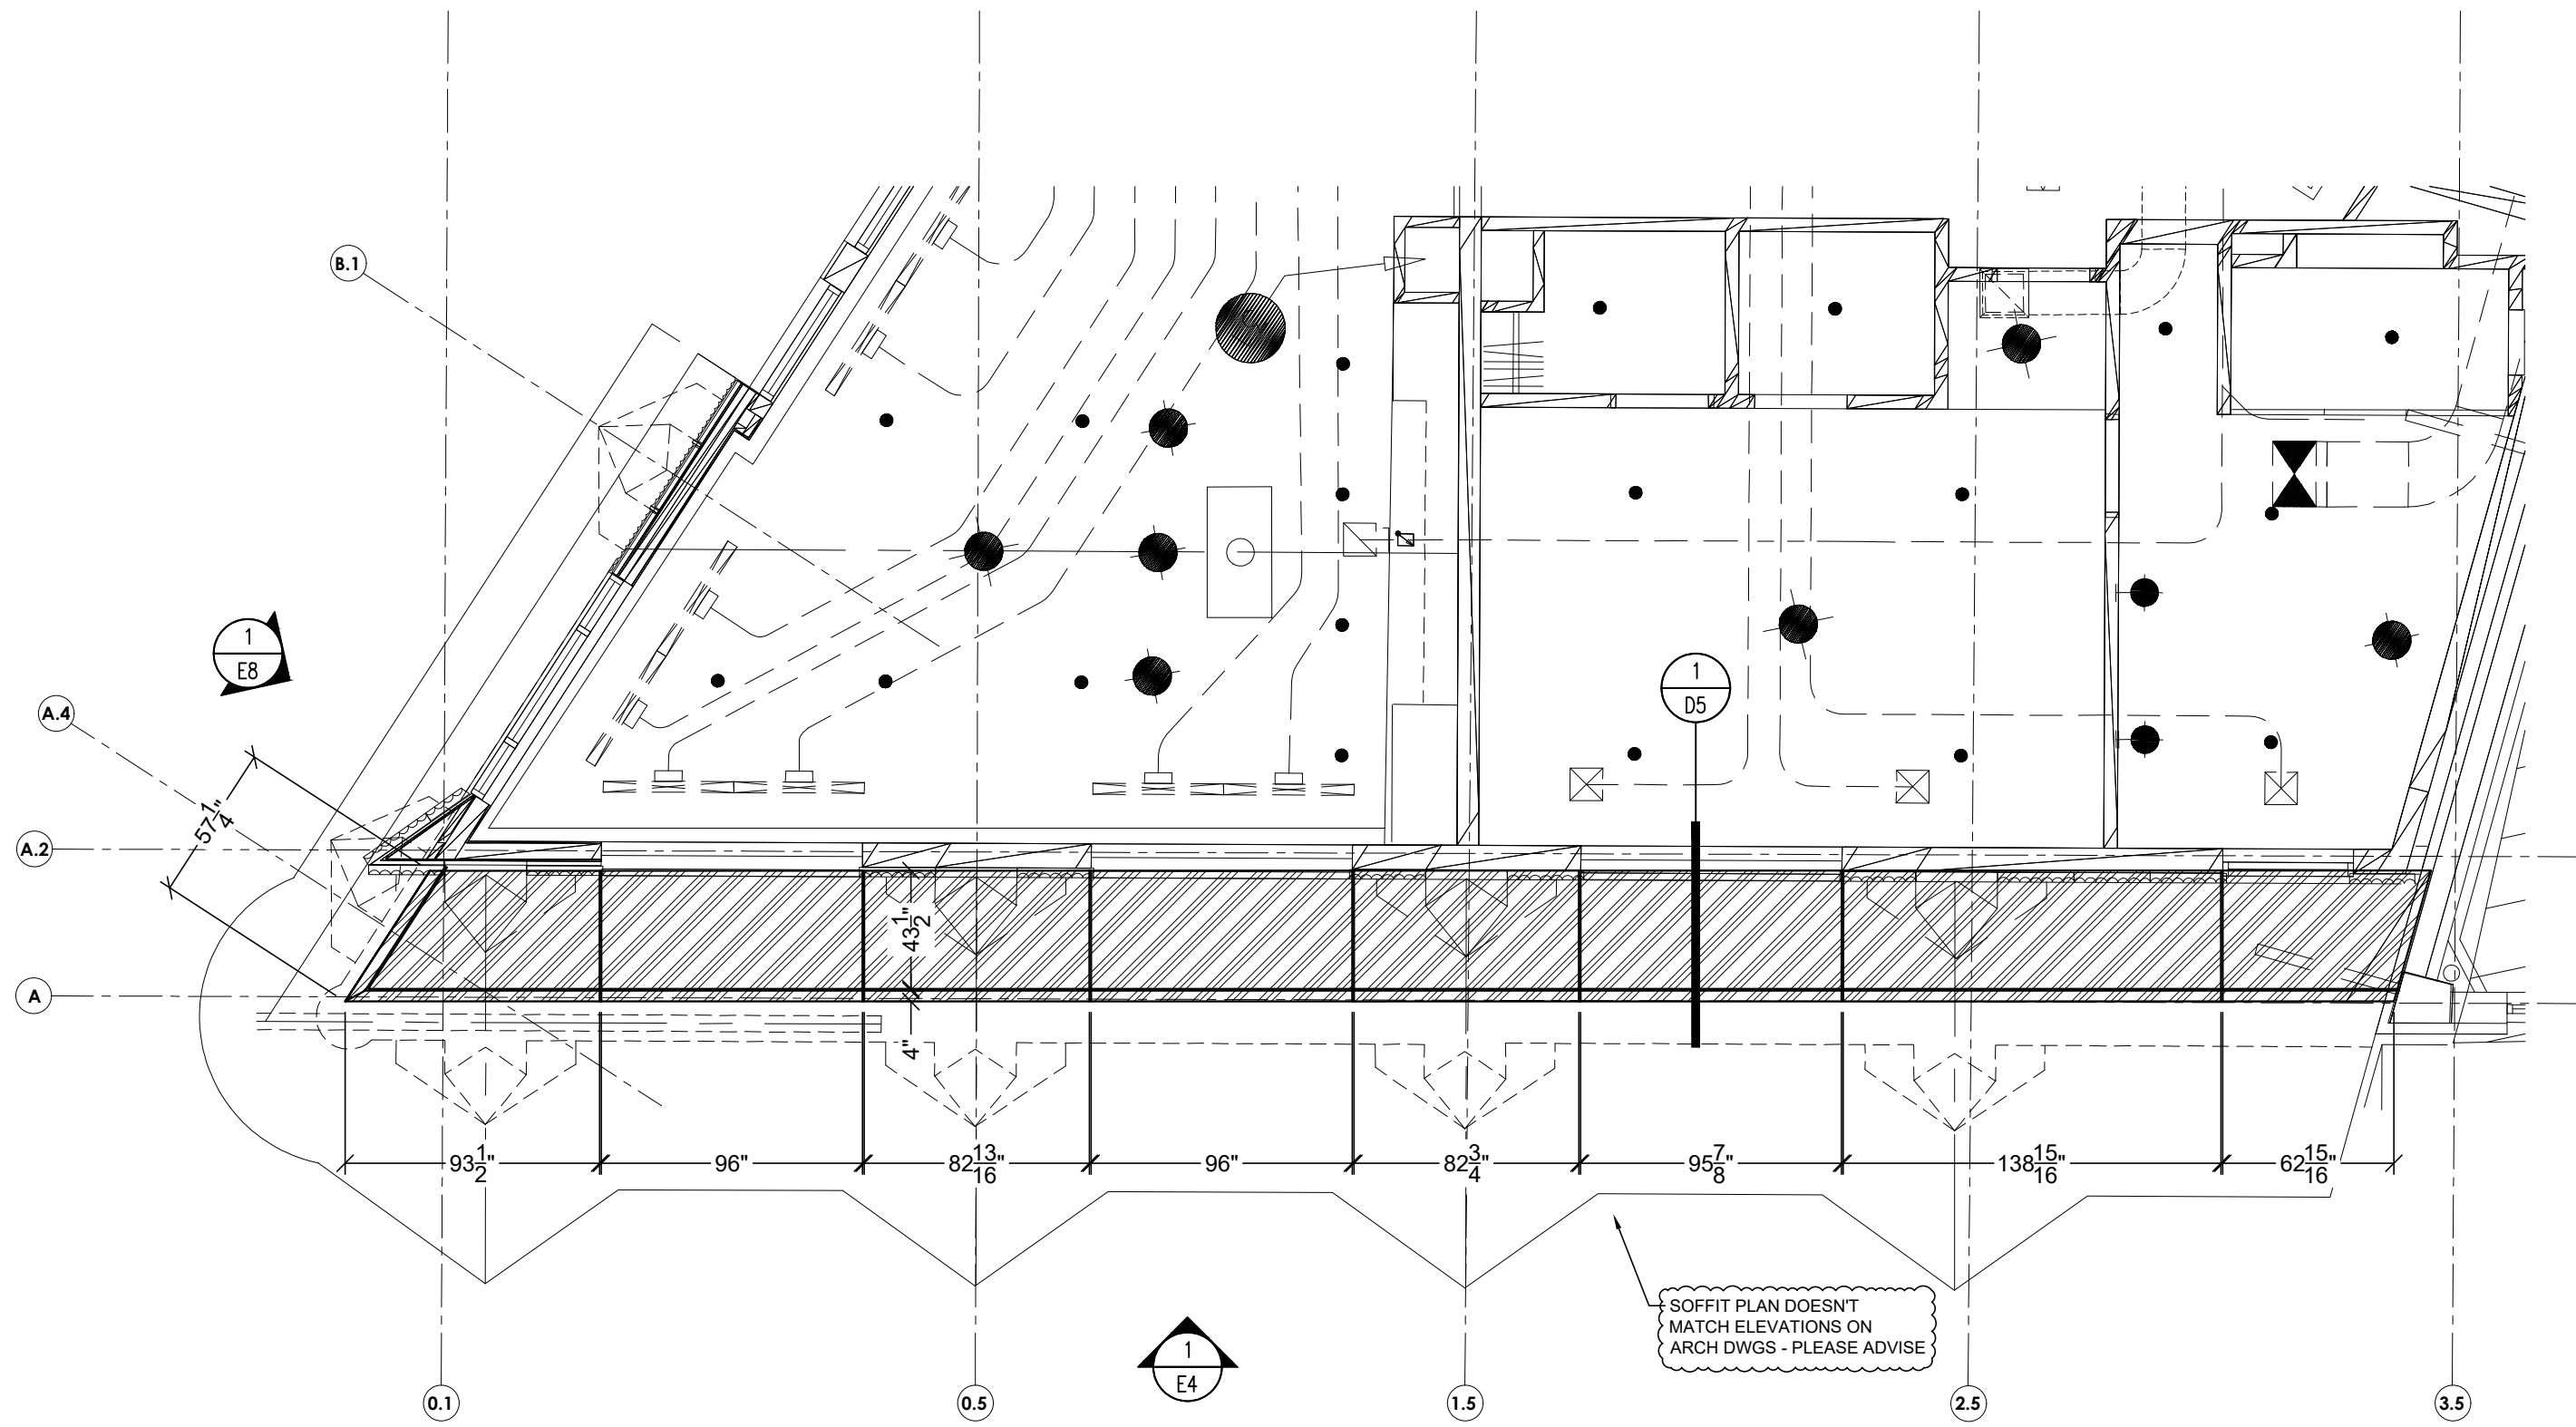 B.1
1
E8
A.4
57 1/4"
A.2
A
1
D5
43 1/2"
4"
93 1/2"
96"
82 13/16"
96"
82 3/4"
95 7/8"
138 15/16"
62 15/16"
SOFFIT PLAN DOESN'T
MATCH ELEVATIONS ON
ARCH DWGS - PLEASE ADVISE
1
E4
0.1
0.5
1.5
2.5
3.5